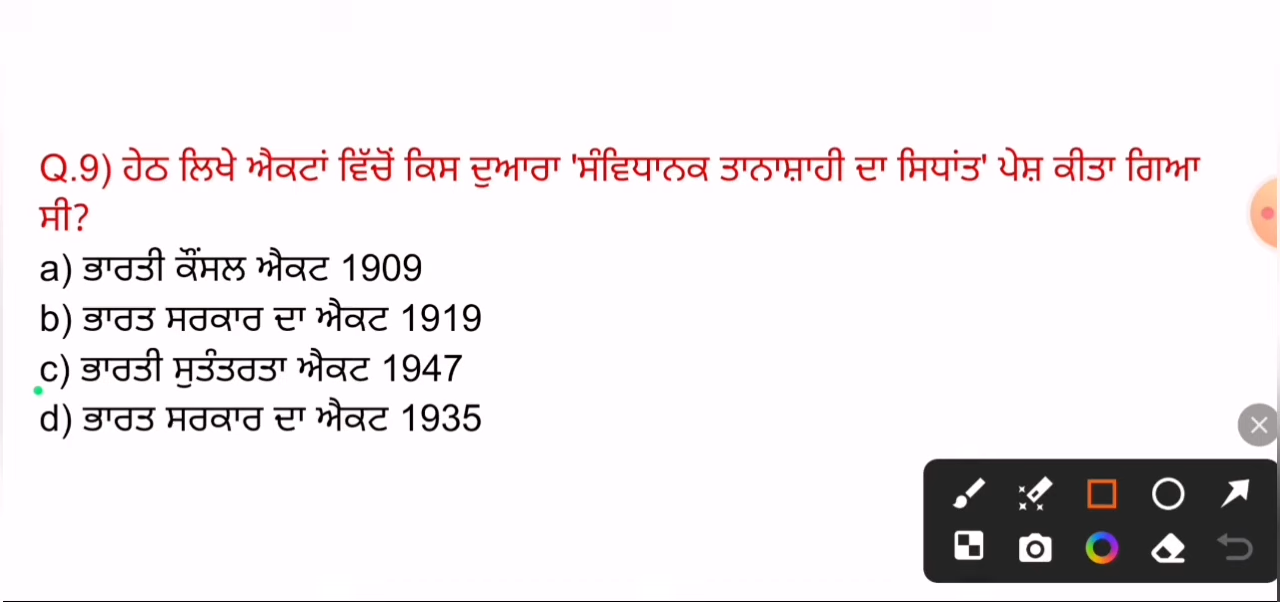 Q.9) ਹੇਠ ਲਿਖੇ ਐਕਟਾਂ ਵਿੱਚੋਂ ਕਿਸ ਦੁਆਰਾ 'ਸੰਵਿਧਾਨਕ ਤਾਨਾਸ਼ਾਹੀ ਦਾ ਸਿਧਾਂਤ' ਪੇਸ਼ ਕੀਤਾ ਗਿਆ
ਸੀ?
a) ਭਾਰਤੀ ਕੌਂਸਲ ਐਕਟ 1909
b) ਭਾਰਤ ਸਰਕਾਰ ਦਾ ਐਕਟ 1919
c) ਭਾਰਤੀ ਸੁਤੰਤਰਤਾ ਐਕਟ 1947
d) ਭਾਰਤ ਸਰਕਾਰ ਦਾ ਐਕਟ 1935